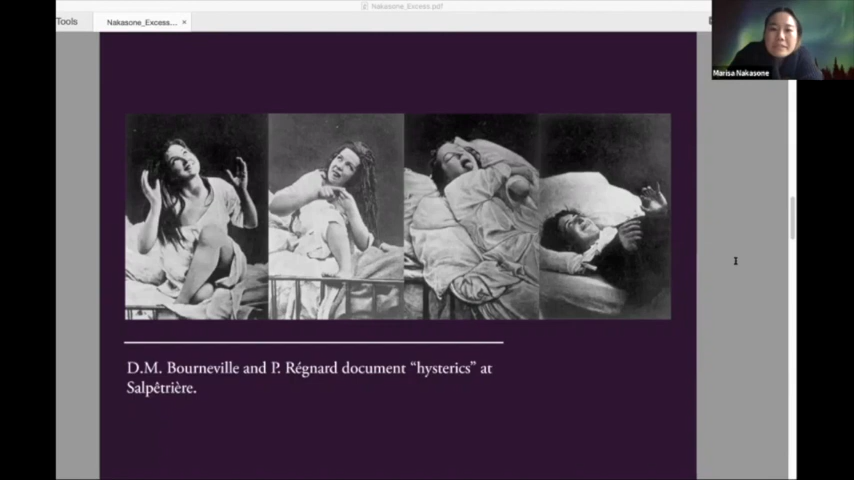 Nakasone_Excess.pdf
Tools
Nakasone_Excess.... ×
Marisa Nakasone
D.M. Bourneville and P. Régnard document “hysterics” at
Salpêtrière.